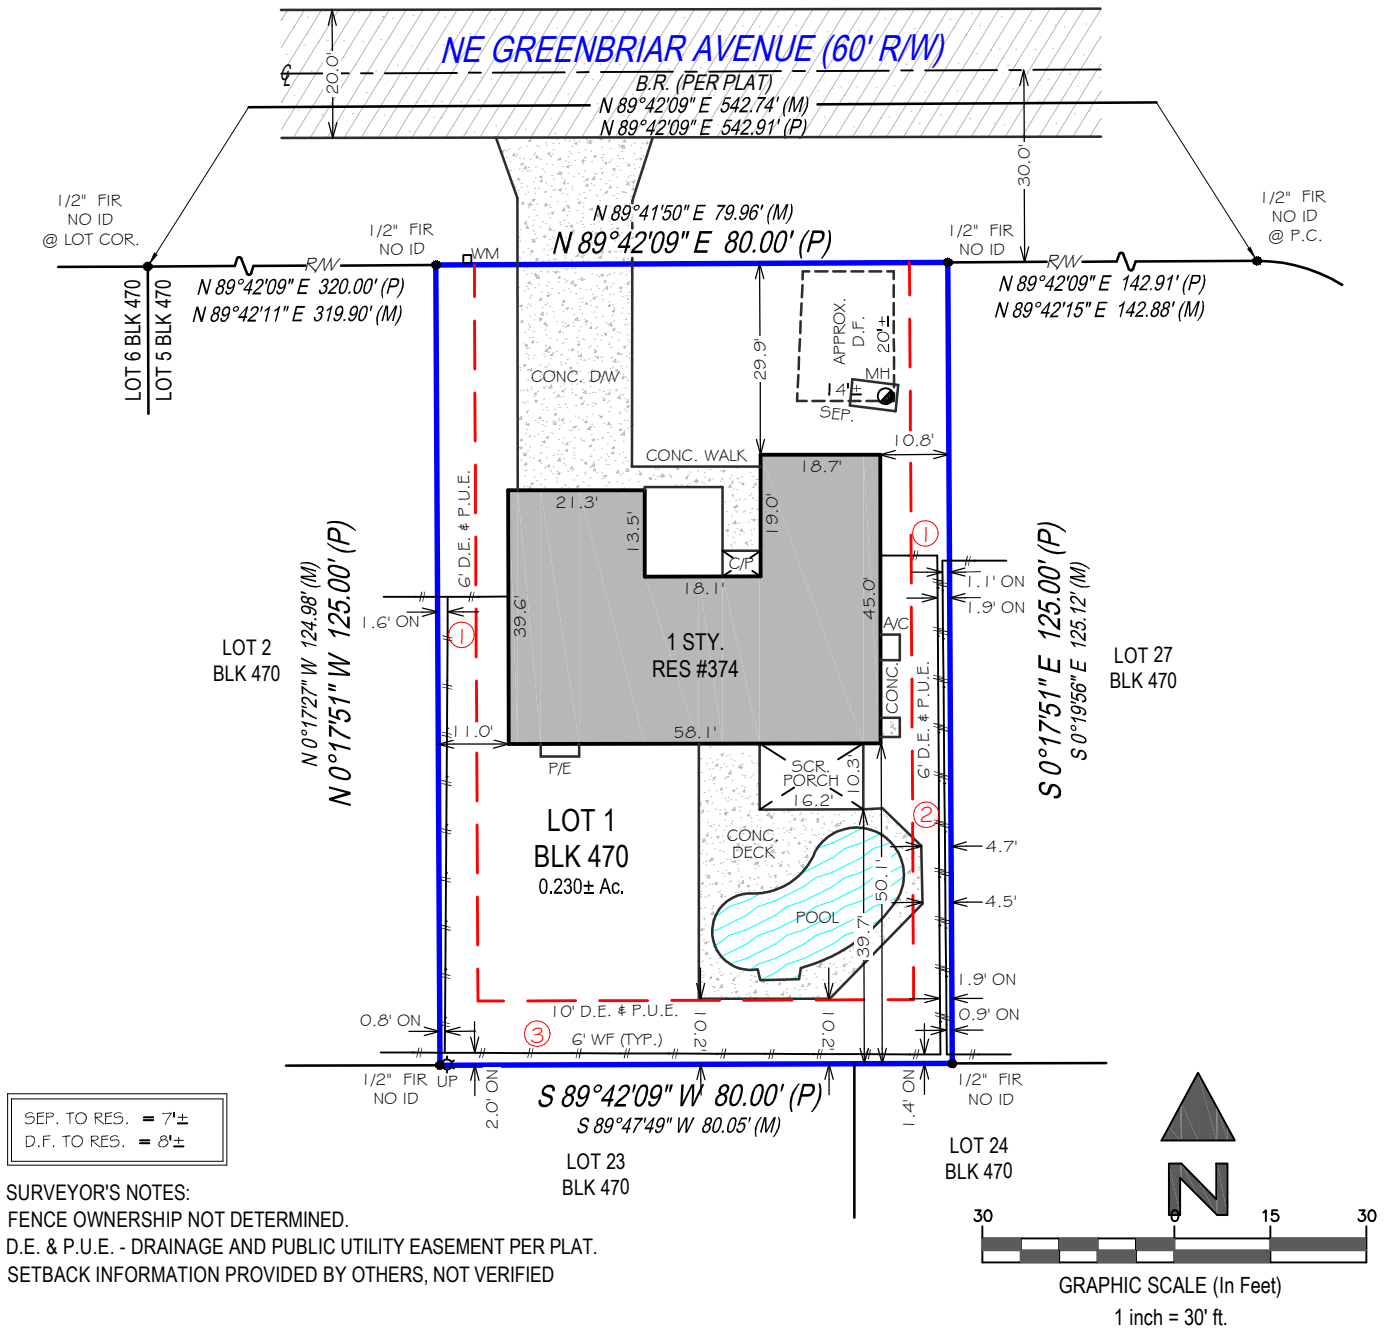 NE GREENBRIAR AVENUE (60' R/W)
20.0'
B.R. (PER PLAT)
N 89°42'09" E 542.74' (M)
N 89°42'09" E 542.91' (P)
30.0'
1/2" FIR
NO ID
@ LOT COR.
1/2" FIR
NO ID
N 89°41'50" E 79.96' (M)
N 89°42'09" E 80.00' (P)
1/2" FIR
NO ID
1/2" FIR
NO ID
@ P.C.
WM
R/W
R/W
N 89°42'09" E 320.00' (P)
N 89°42'11" E 319.90' (M)
N 89°42'09" E 142.91' (P)
N 89°42'15" E 142.88' (M)
LOT 6 BLK 470
LOT 5 BLK 470
CONC. D/W
29.9'
APPROX.
D.F.
20'±
MH
14'±
SEP.
10.8'
CONC. WALK
18.7'
21.3'
13.5'
19.0'
C/P
18.1'
6' D.E. & P.U.E.
1
1.1' ON
1.9' ON
1.6' ON
1
39.6'
45.0'
A/C
CONC.
1 STY.
RES #374
LOT 2
BLK 470
N 0°17'27" W 124.98' (M)
N 0°17'51" W 125.00' (P)
S 0°17'51" E 125.00' (P)
S 0°19'56" E 125.12' (M)
LOT 27
BLK 470
6' D.E. & P.U.E.
11.0'
58.1'
P/E
SCR.
PORCH
10.3'
16.2'
2
LOT 1
BLK 470
0.230± Ac.
CONC.
DECK
4.7'
50.1'
4.5'
POOL
39.7'
1.9' ON
0.9' ON
0.8' ON
10' D.E. & P.U.E.
3
6' WF (TYP.)
10.2'
10.2'
1/2" FIR
NO ID
UP
2.0' ON
1.4' ON
1/2" FIR
NO ID
S 89°42'09" W 80.00' (P)
S 89°47'49" W 80.05' (M)
LOT 23
BLK 470
LOT 24
BLK 470
SEP. TO RES. = 7'±
D.F. TO RES. = 8'±
SURVEYOR'S NOTES:
FENCE OWNERSHIP NOT DETERMINED.
D.E. & P.U.E. - DRAINAGE AND PUBLIC UTILITY EASEMENT PER PLAT.
SETBACK INFORMATION PROVIDED BY OTHERS, NOT VERIFIED
N
30 0 15 30
GRAPHIC SCALE (In Feet)
1 inch = 30' ft.